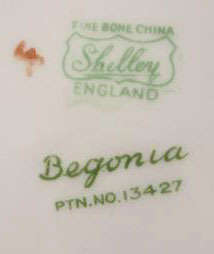 FINE BONE CHINA
Shelley
ENGLAND
Begonia
PTN.NO.13427